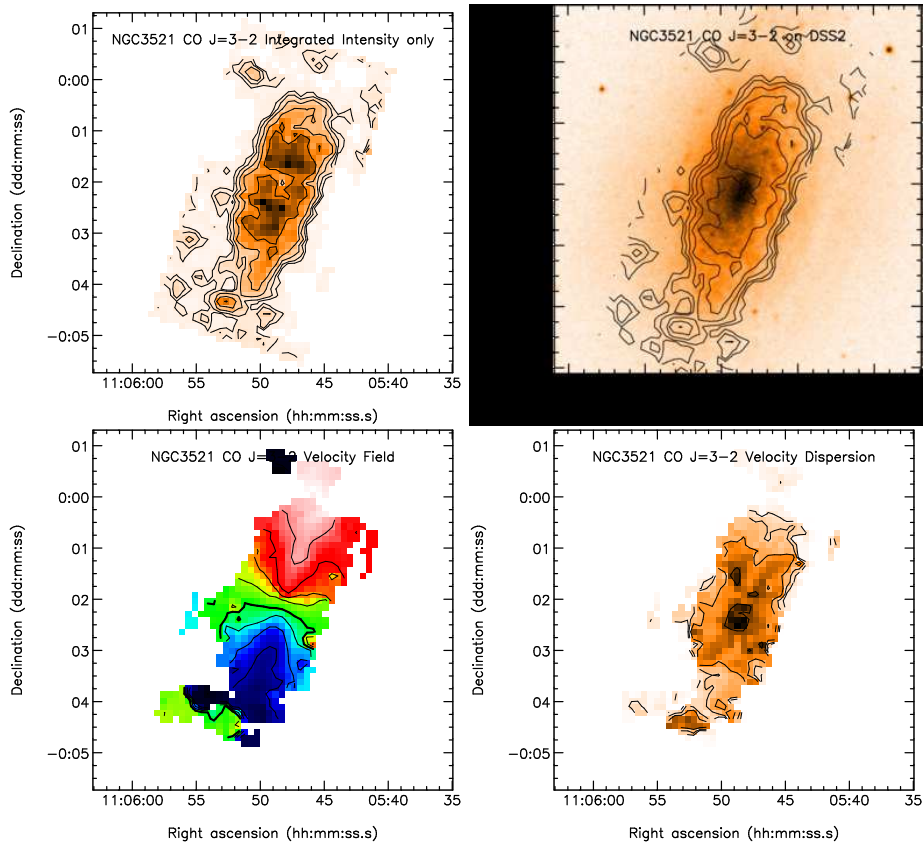 NGC3521 CO J=3−2 Integrated Intensity only
Declination (ddd:mm:ss)
01
0:00
01
02
03
04
−0:05
11:06:00 55 50 45 05:40 35
Right ascension (hh:mm:ss.s)
NGC3521 CO J=3−2 on DSS2
NGC3521 CO J= 2 Velocity Field
Declination (ddd:mm:ss)
01
0:00
01
02
03
04
−0:05
11:06:00 55 50 45 05:40 35
Right ascension (hh:mm:ss.s)
NGC3521 CO J=3−2 Velocity Dispersion
Declination (ddd:mm:ss)
01
0:00
01
02
03
04
−0:05
11:06:00 55 50 45 05:40 35
Right ascension (hh:mm:ss.s)